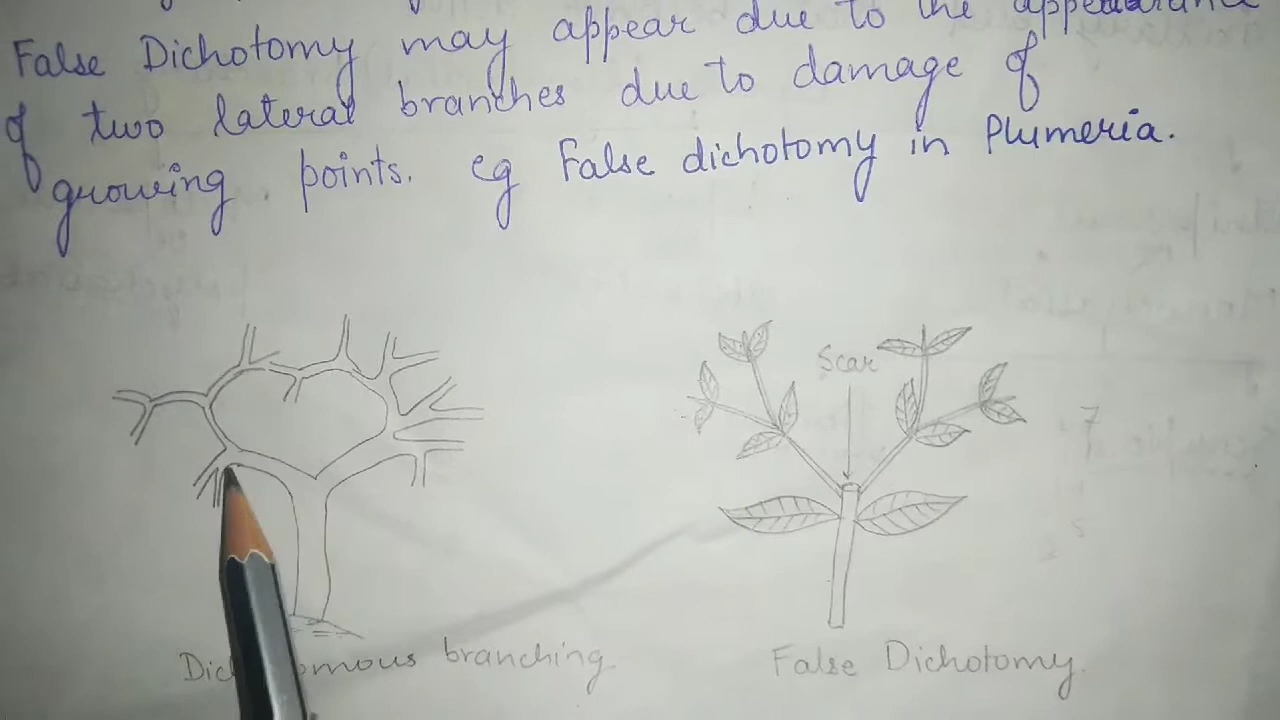 False Dichotomy may appear due to the appearance
of two lateral branches due to damage of
growing points. eg False dichotomy in Plumeria.
Scar
False Dichotomy.
branching.